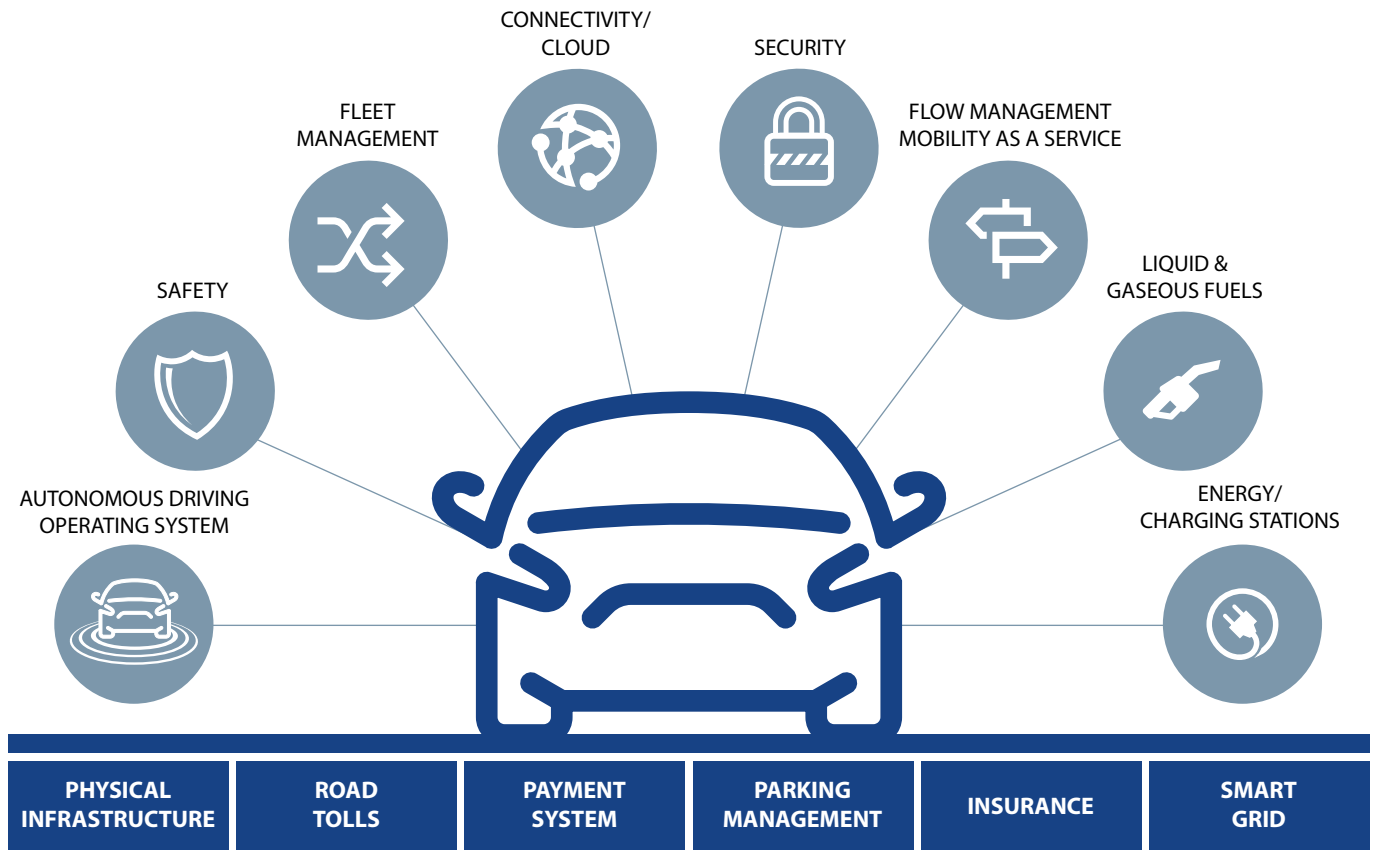 CONNECTIVITY/
CLOUD
SECURITY
FLEET
MANAGEMENT
FLOW MANAGEMENT
MOBILITY AS A SERVICE
SAFETY
LIQUID &
GASEOUS FUELS
AUTONOMOUS DRIVING
OPERATING SYSTEM
ENERGY/
CHARGING STATIONS
PHYSICAL
INFRASTRUCTURE
ROAD
TOLLS
PAYMENT
SYSTEM
PARKING
MANAGEMENT
INSURANCE
SMART
GRID